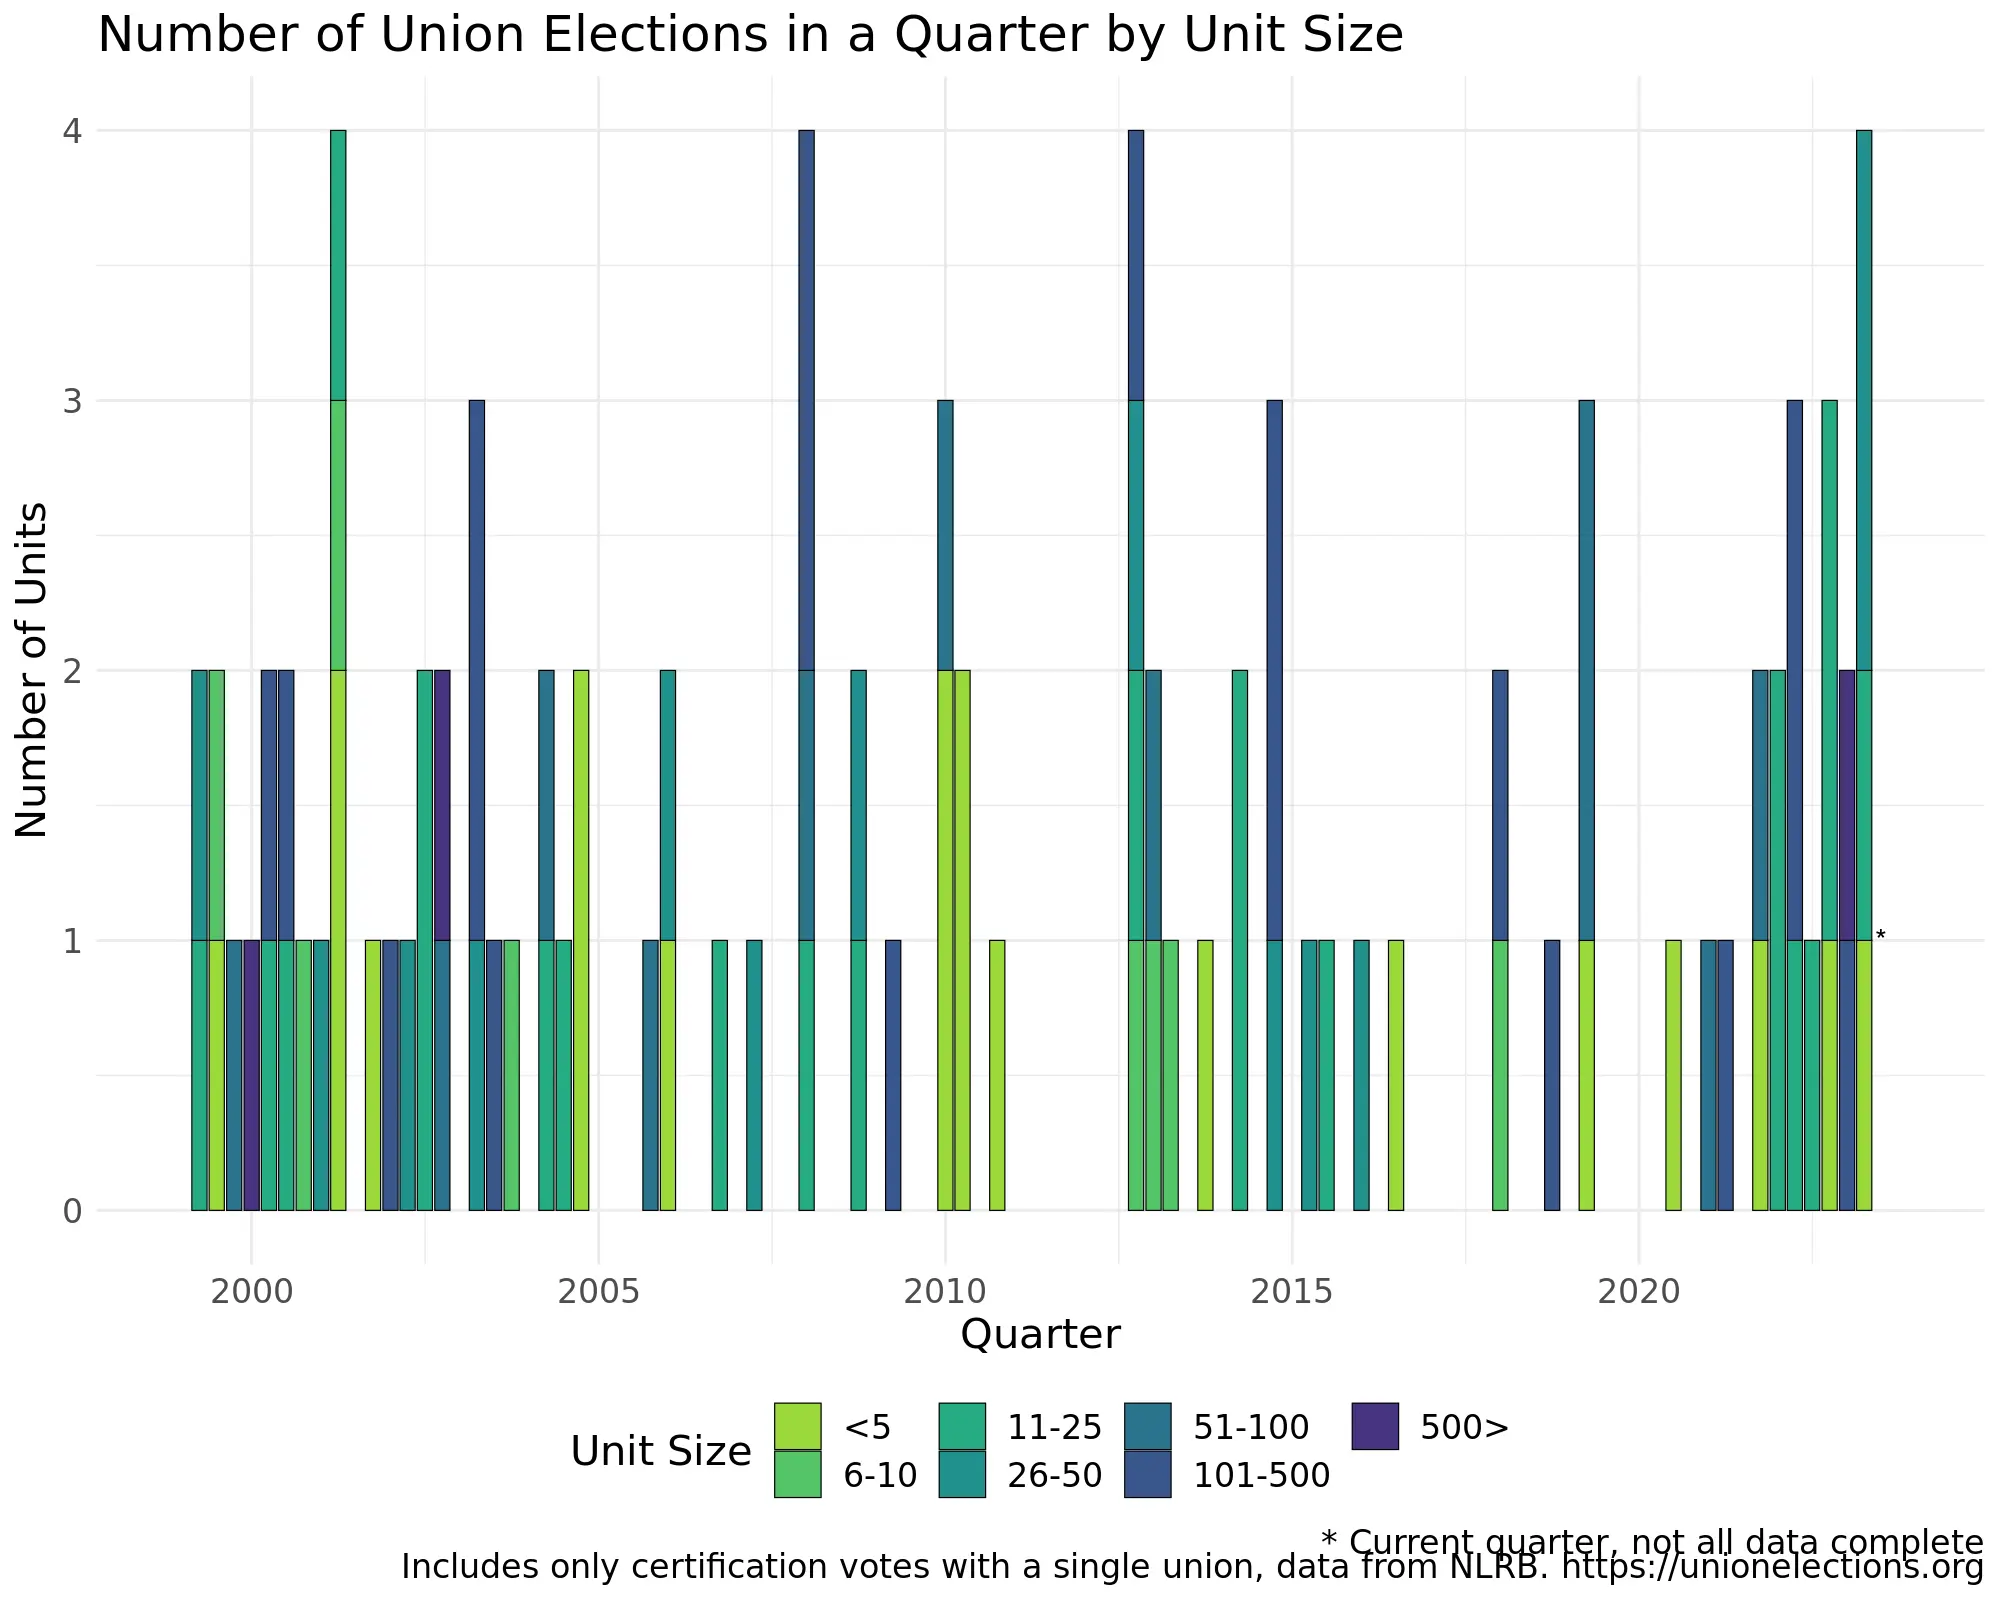 Number of Union Elections in a Quarter by Unit Size
Number of Units
4
3
2
1
0
*
2000 2005 2010 2015 2020
Quarter
Unit Size
<5 11-25 51-100 500>
6-10 26-50 101-500
* Current quarter, not all data complete
Includes only certification votes with a single union, data from NLRB. https://unionelections.org